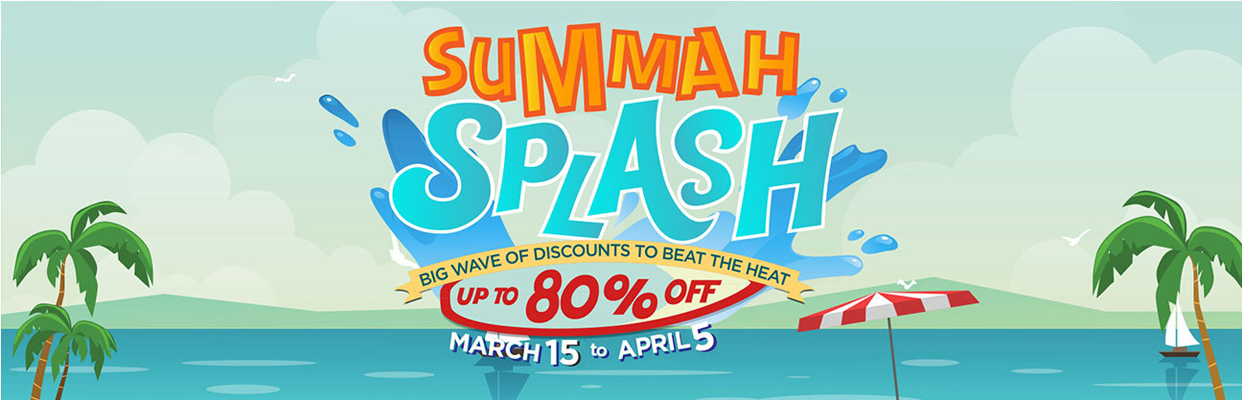 SUMMAH
SPLASH
BIG WAVE OF DISCOUNTS TO BEAT THE HEAT
UP TO 80% OFF
MARCH 15 to APRIL 5